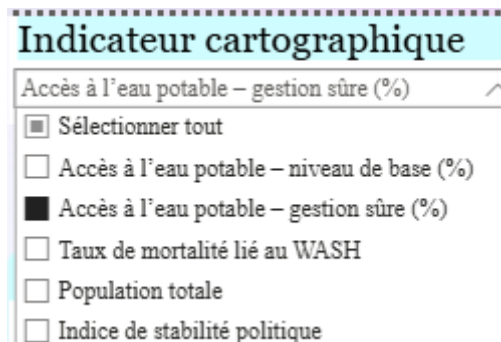 Indicateur cartographique
Accès à l’eau potable – gestion sûre (%)
Sélectionner tout
Accès à l’eau potable – niveau de base (%)
Accès à l’eau potable – gestion sûre (%)
Taux de mortalité lié au WASH
Population totale
Indice de stabilité politique